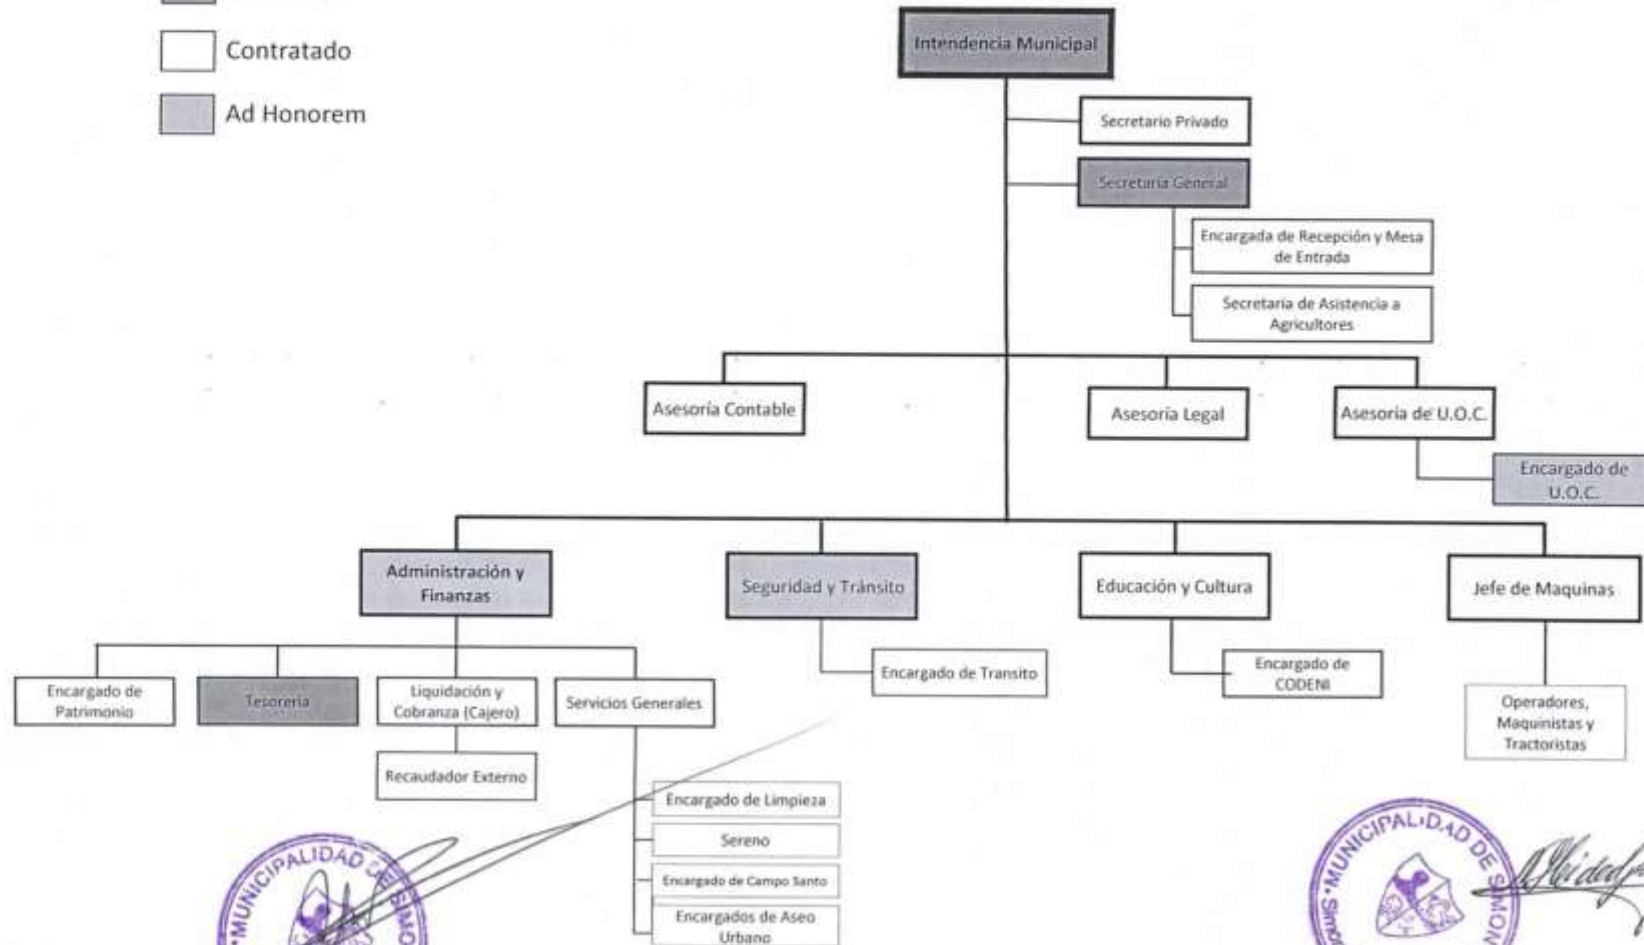 Contratado
Ad Honorem
Intendencia Municipal
Secretario Privado
Secretaria General
Encargada de Recepción y Mesa
de Entrada
Secretaria de Asistencia a
Agricultores
Asesoría Contable
Asesoría Legal
Asesoria de U.O.C.
Encargado de
U.O.C.
Administración y
Finanzas
Seguridad y Tránsito
Educación y Cultura
Jefe de Maquinas
Encargado de
Patrimonio
Tesoreria
Liquidación y
Cobranza (Cajero)
Servicios Generales
Encargado de Transito
Encargado de
CODENI
Operadores,
Maquinistas y
Tractoristas
Recaudador Externo
Encargado de Limpieza
Sereno
Encargado de Campo Santo
Encargados de Aseo
Urbano
MUNICIPALIDAD DE
MUNICIPALIDAD DE